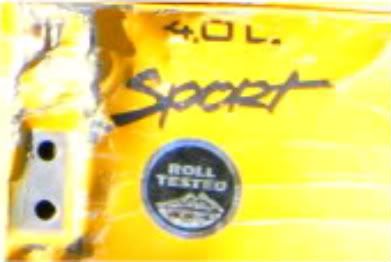 4.0 L.
Sport
ROLL
TESTED